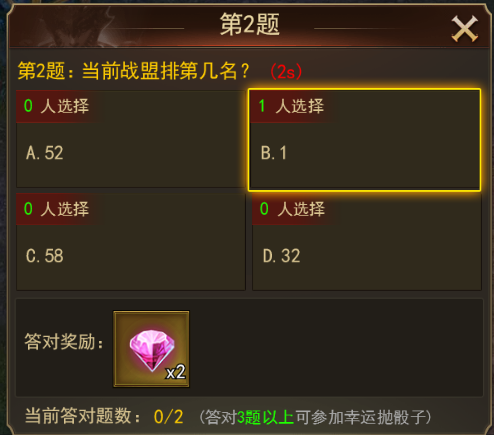 第2题
第2题：当前战盟排第几名？ (2s)
0 人选择
1 人选择
A.52
B.1
0 人选择
0 人选择
C.58
D.32
答对奖励：
x2
当前答对题数： 0/2 (答对3题以上可参加幸运抛骰子)